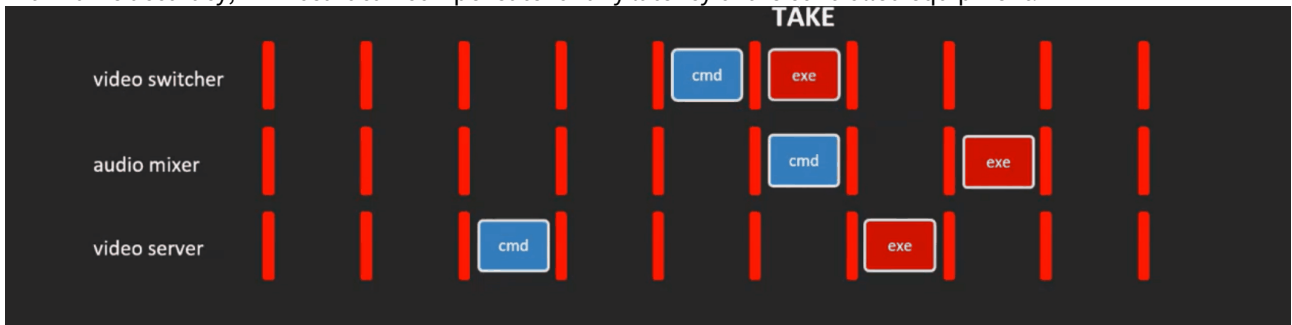 TAKE
video switcher cmd exe
audio mixer cmd exe
video server cmd exe